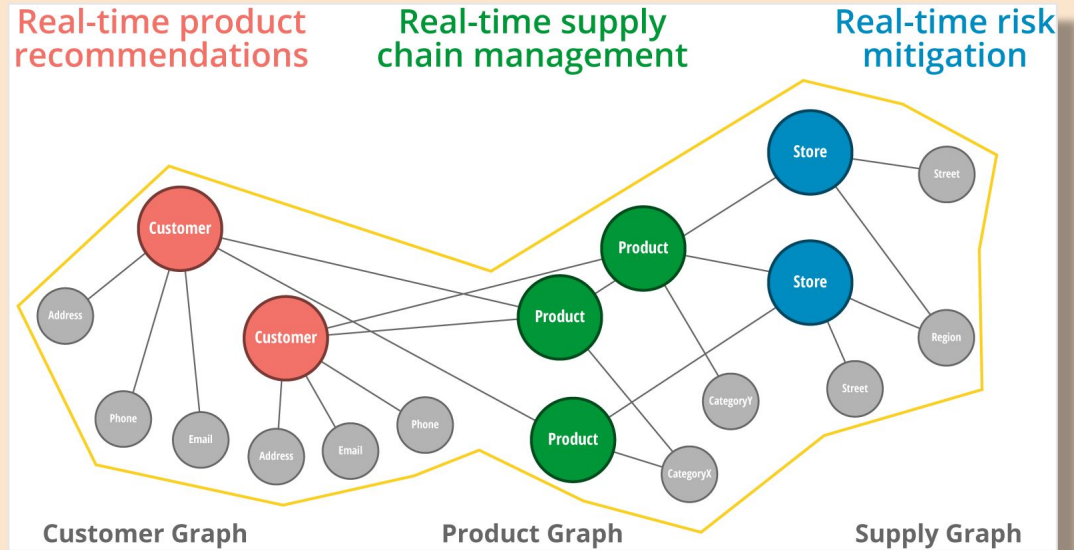 Real-time product
recommendations
Real-time supply
chain management
Real-time risk
mitigation
Store
Street
Customer
Product
Store
Address
Product
Customer
Region
Street
CategoryY
Phone
Email
Phone
Product
Address
Email
CategoryX
Customer Graph
Product Graph
Supply Graph